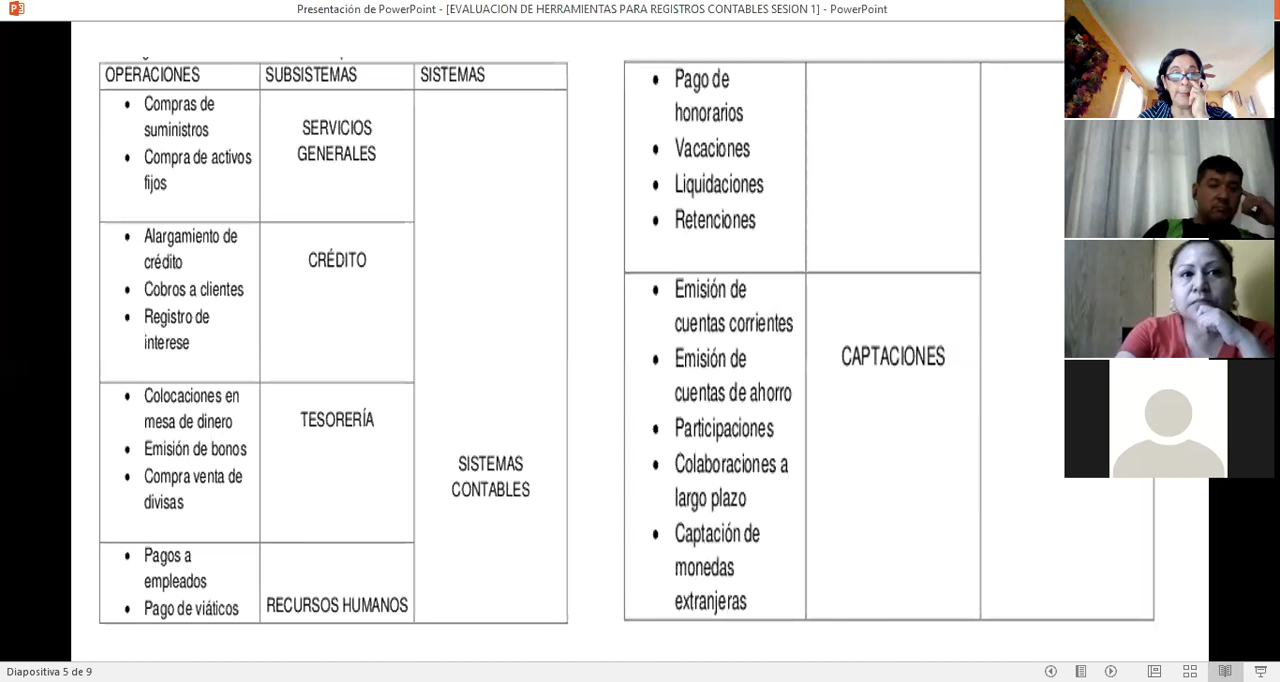 Presentación de PowerPoint - [EVALUACION DE HERRAMIENTAS PARA REGISTROS CONTABLES SESION 1] - PowerPoint
OPERACIONES
SUBSISTEMAS
SISTEMAS
• Compras de
suministros
• Compra de activos
fijos
SERVICIOS
GENERALES
• Alargamiento de
crédito
• Cobros a clientes
• Registro de
interese
CRÉDITO
• Colocaciones en
mesa de dinero
• Emisión de bonos
• Compra venta de
divisas
TESORERÍA
SISTEMAS
CONTABLES
• Pagos a
empleados
• Pago de viáticos
RECURSOS HUMANOS
• Pago de
honorarios
• Vacaciones
• Liquidaciones
• Retenciones
• Emisión de
cuentas corrientes
• Emisión de
cuentas de ahorro
• Participaciones
• Colaboraciones a
largo plazo
• Captación de
monedas
extranjeras
CAPTACIONES
Diapositiva 5 de 9